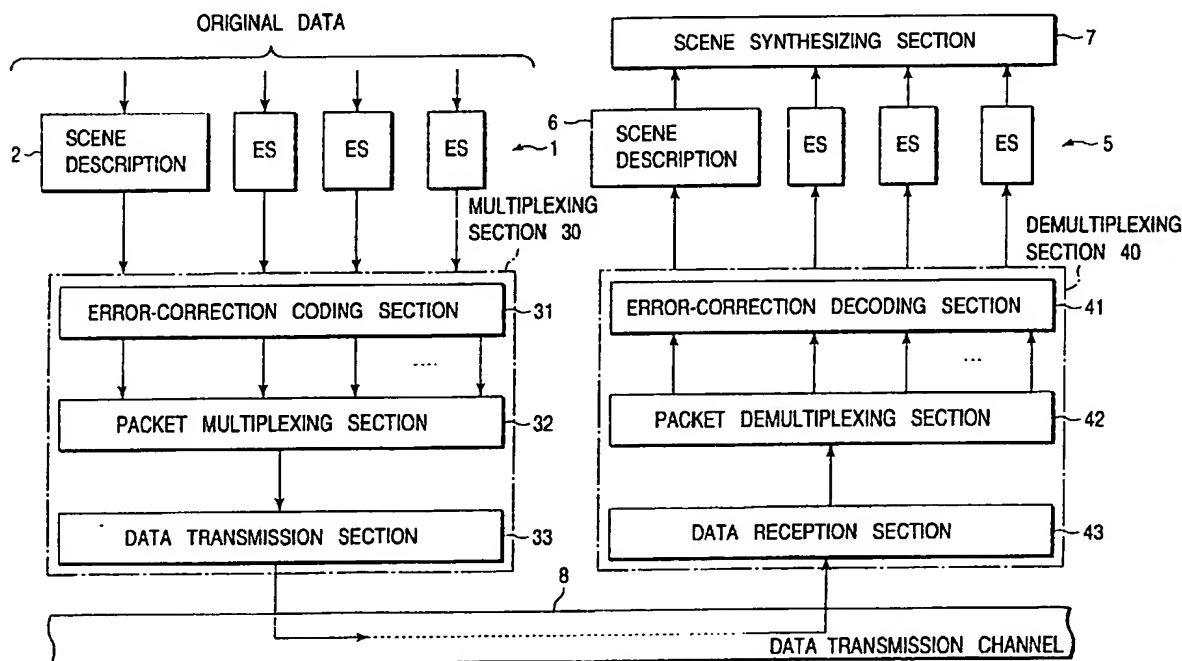 ORIGINAL DATA
2
SCENE
DESCRIPTION
ES
ES
ES
1
MULTIPLEXING
SECTION 30
ERROR-CORRECTION CODING SECTION
31
....
PACKET MULTIPLEXING SECTION
32
DATA TRANSMISSION SECTION
33
SCENE SYNTHESIZING SECTION
7
6
SCENE
DESCRIPTION
ES
ES
ES
5
DEMULTIPLEXING
SECTION 40
ERROR-CORRECTION DECODING SECTION
41
...
PACKET DEMULTIPLEXING SECTION
42
DATA RECEPTION SECTION
43
8
DATA TRANSMISSION CHANNEL